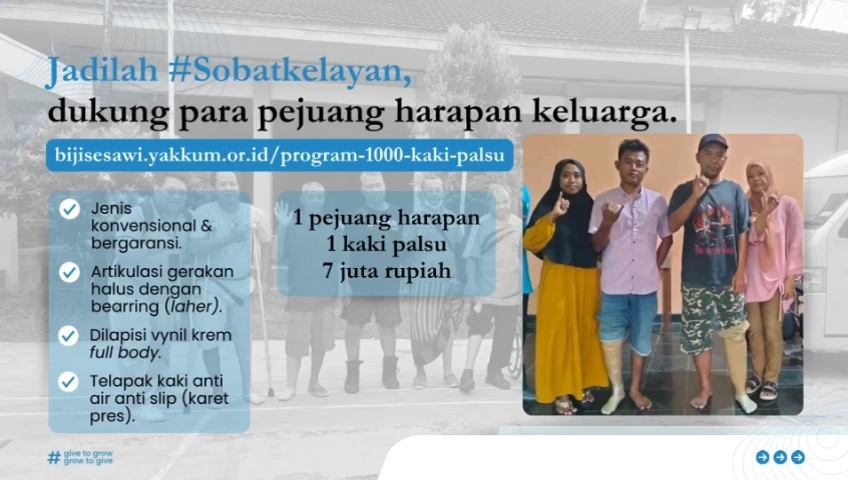 Jadilah #Sobatkelayan,
dukung para pejuang harapan keluarga.
bijisesawi.yakkum.or.id/program-1000-kaki-palsu
Jenis
konvensional &
bergaransi.
Artikulasi gerakan
halus dengan
bearring (laher).
Dilapisi vynil krem
full body.
Telapak kaki anti
air anti slip (karet
pres).
1 pejuang harapan
1 kaki palsu
7 juta rupiah
# give to grow
grow to give